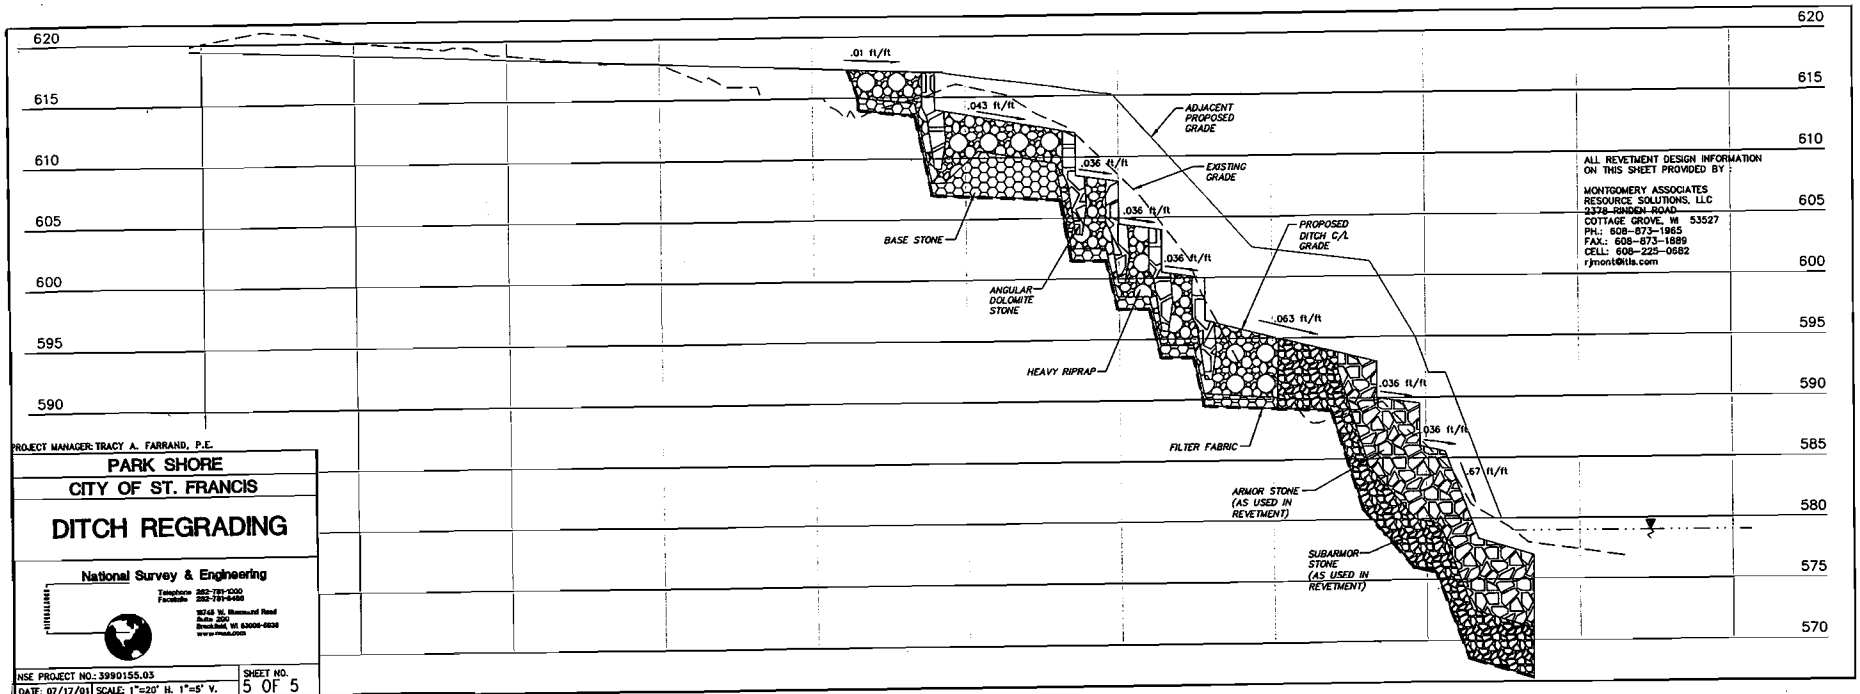 620
615
610
605
600
595
590
.01 ft/ft
.043 ft/ft
.036 ft/ft
.036 ft/ft
.036 ft/ft
.063 ft/ft
.036 ft/ft
.036 ft/ft
.67 ft/ft
ADJACENT
PROPOSED
GRADE
EXISTING
GRADE
PROPOSED
DITCH C/L
GRADE
BASE STONE
ANGULAR
DOLOMITE
STONE
HEAVY RIPRAP
FILTER FABRIC
ARMOR STONE
(AS USED IN
REVETMENT)
SUBARMOR
STONE
(AS USED IN
REVETMENT)
620
615
610
605
600
595
590
585
580
575
570
ALL REVETMENT DESIGN INFORMATION
ON THIS SHEET PROVIDED BY :
MONTGOMERY ASSOCIATES
RESOURCE SOLUTIONS, LLC
2378 RINDEN ROAD
COTTAGE GROVE, WI 53527
PH.: 608-873-1965
FAX.: 608-873-1889
CELL: 608-225-0682
rjmont@itis.com
PROJECT MANAGER: TRACY A. FARRAND, P.E.
PARK SHORE
CITY OF ST. FRANCIS
DITCH REGRADING
National Survey & Engineering
Telephone 262-781-1000
Facsimile
Suite 200
NSE PROJECT NO.: 3990155.03
DATE: 07/17/01 SCALE: 1"=20' H. 1"=5' V.
SHEET NO.
5 OF 5